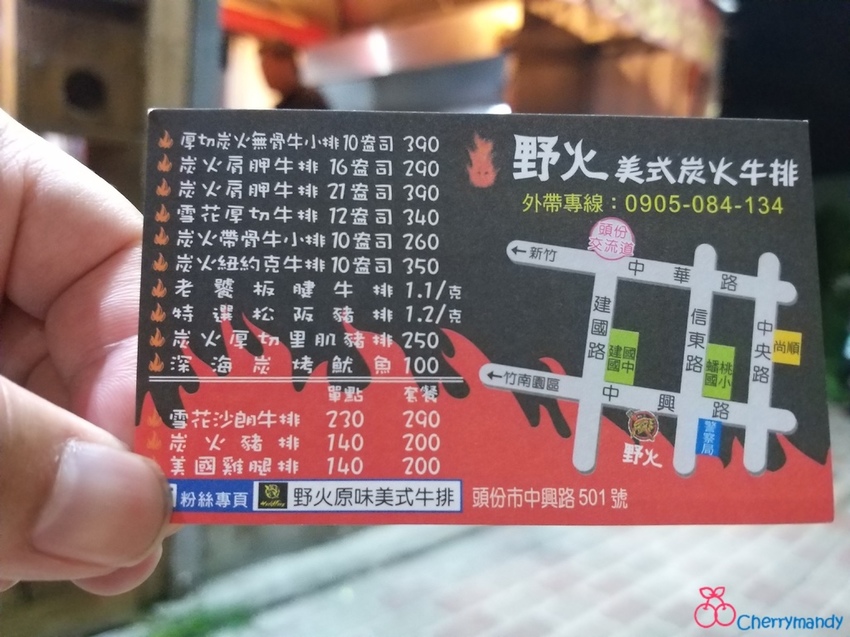 厚切炭火無骨牛小排10盎司 390
炭火肩胛牛排 16盎司 290
炭火肩胛牛排 21盎司 390
雪花厚切牛排 12盎司 340
炭火帶骨牛小排10盎司 260
炭火紐約克牛排10盎司 350
老饕板腱牛排 1.1/克
特選松阪豬排 1.2/克
炭火厚切里肌豬排 250
深海炭烤魷魚 100
單點 套餐
雪花沙朗牛排 230 290
炭火豬排 140 200
美國雞腿排 140 200
粉絲專頁 野火原味美式牛排
野火 美式炭火牛排
外帶專線：0905-084-134
頭份
交流道
←新竹
中華路
建國路
信東路
中央路
尚順
建國
國中
蟠桃
國小
←竹南園區
中興路
警察局
野火
頭份市中興路501號
Cherrymandy